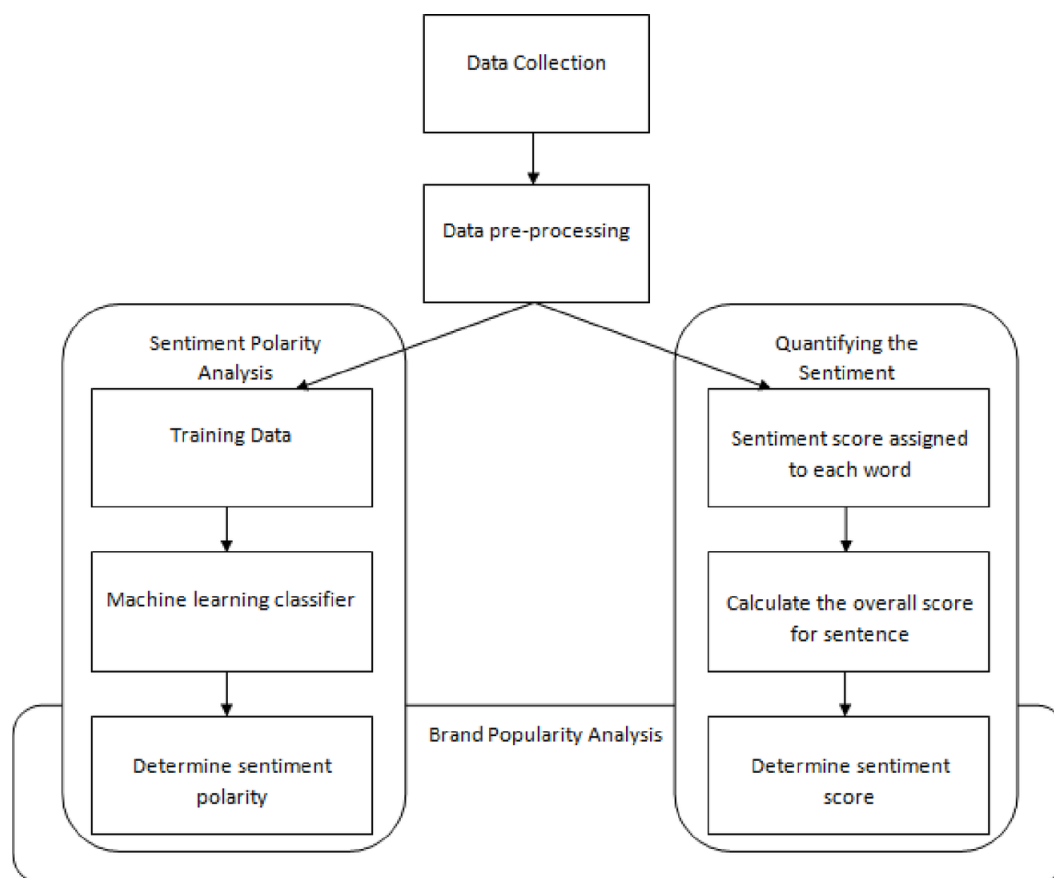 Data Collection
Data pre-processing
Sentiment Polarity
Analysis
Training Data
Machine learning classifier
Determine sentiment
polarity
Quantifying the
Sentiment
Sentiment score assigned
to each word
Calculate the overall score
for sentence
Determine sentiment
score
Brand Popularity Analysis